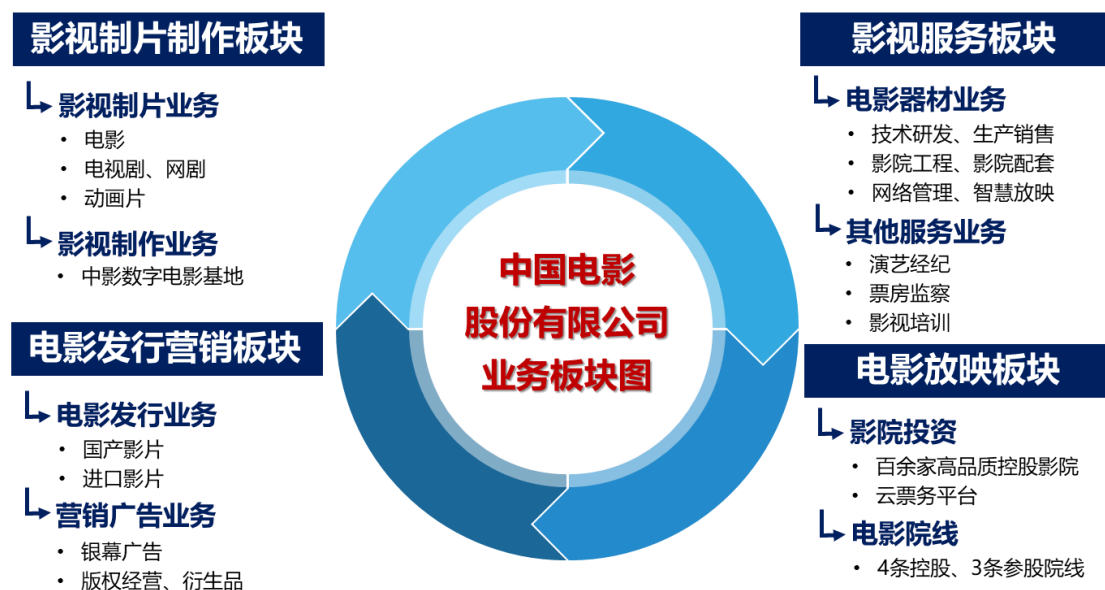 影视制片制作板块
影视制片业务
• 电影
• 电视剧、网剧
• 动画片
影视制作业务
• 中影数字电影基地
电影发行营销板块
电影发行业务
• 国产影片
• 进口影片
营销广告业务
• 银幕广告
• 版权经营、衍生品
中国电影
股份有限公司
业务板块图
影视服务板块
电影器材业务
• 技术研发、生产销售
• 影院工程、影院配套
• 网络管理、智慧放映
其他服务业务
• 演艺经纪
• 票房监察
• 影视培训
电影放映板块
影院投资
• 百余家高品质控股影院
• 云票务平台
电影院线
• 4条控股、3条参股院线